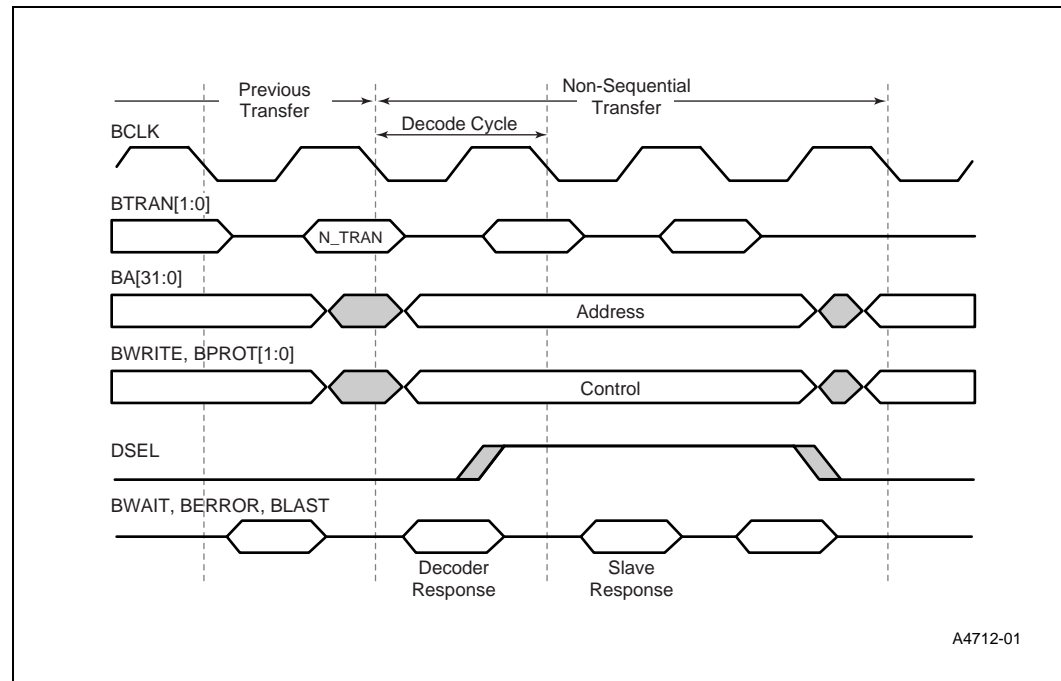 Previous
Transfer
Non-Sequential
Transfer
Decode Cycle
BCLK
BTRAN[1:0]
N_TRAN
BA[31:0]
Address
BWRITE, BPROT[1:0]
Control
DSEL
BWAIT, BERROR, BLAST
Decoder
Response
Slave
Response
A4712-01